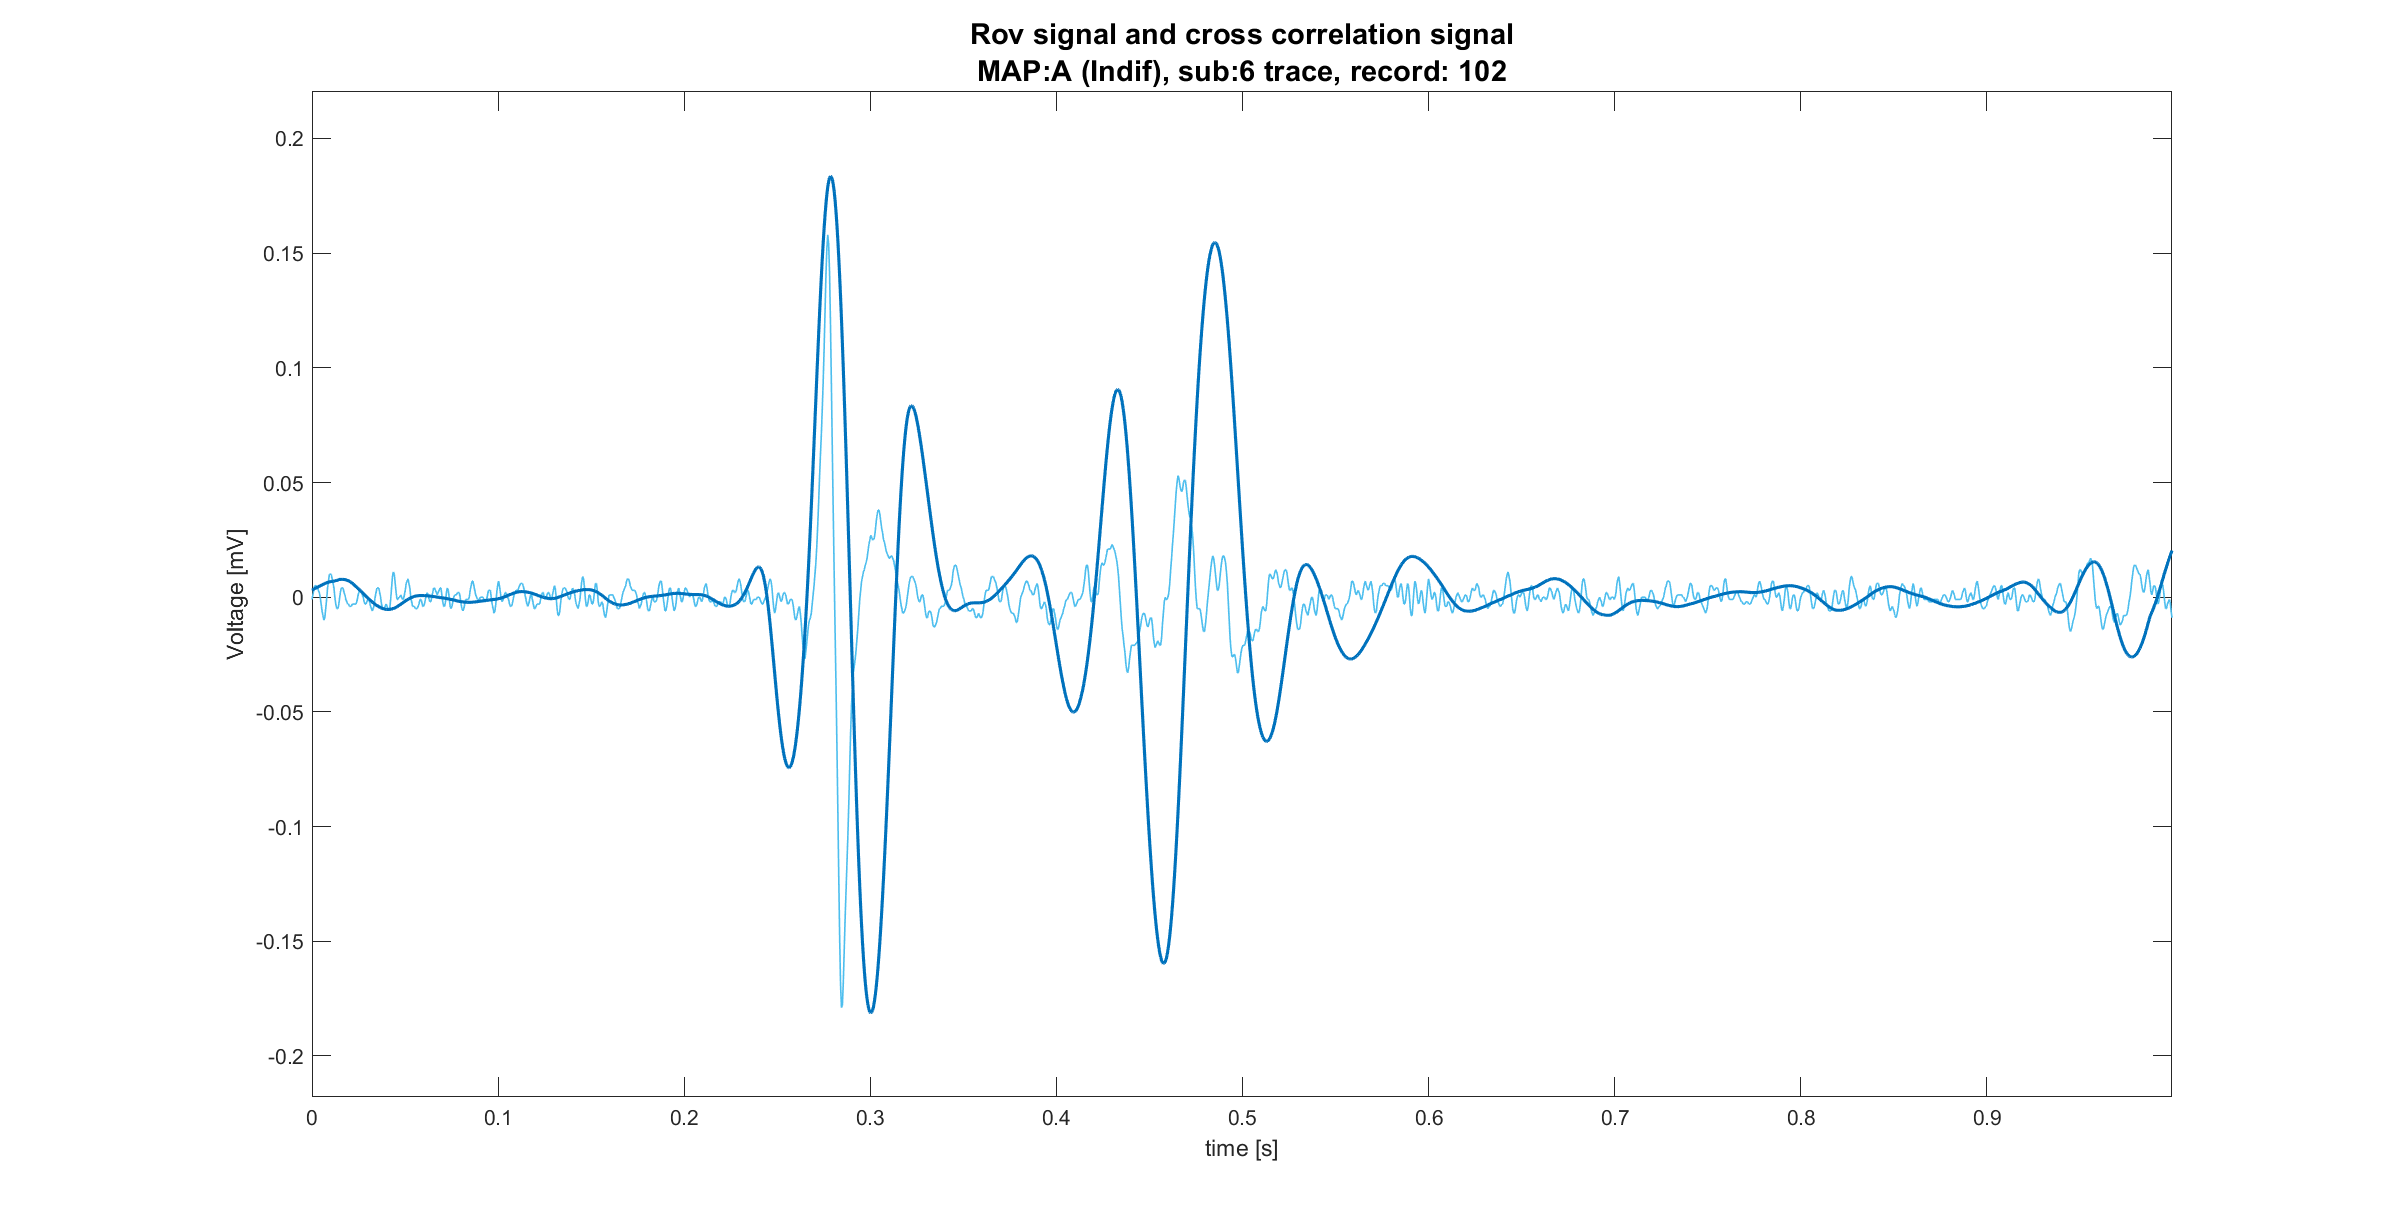 Rov signal and cross correlation signal
MAP:A (Indif), sub:6 trace, record: 102
0.2
0.15
0.1
0.05
0
-0.05
-0.1
-0.15
-0.2
Voltage [mV]
0 0.1 0.2 0.3 0.4 0.5 0.6 0.7 0.8 0.9
time [s]